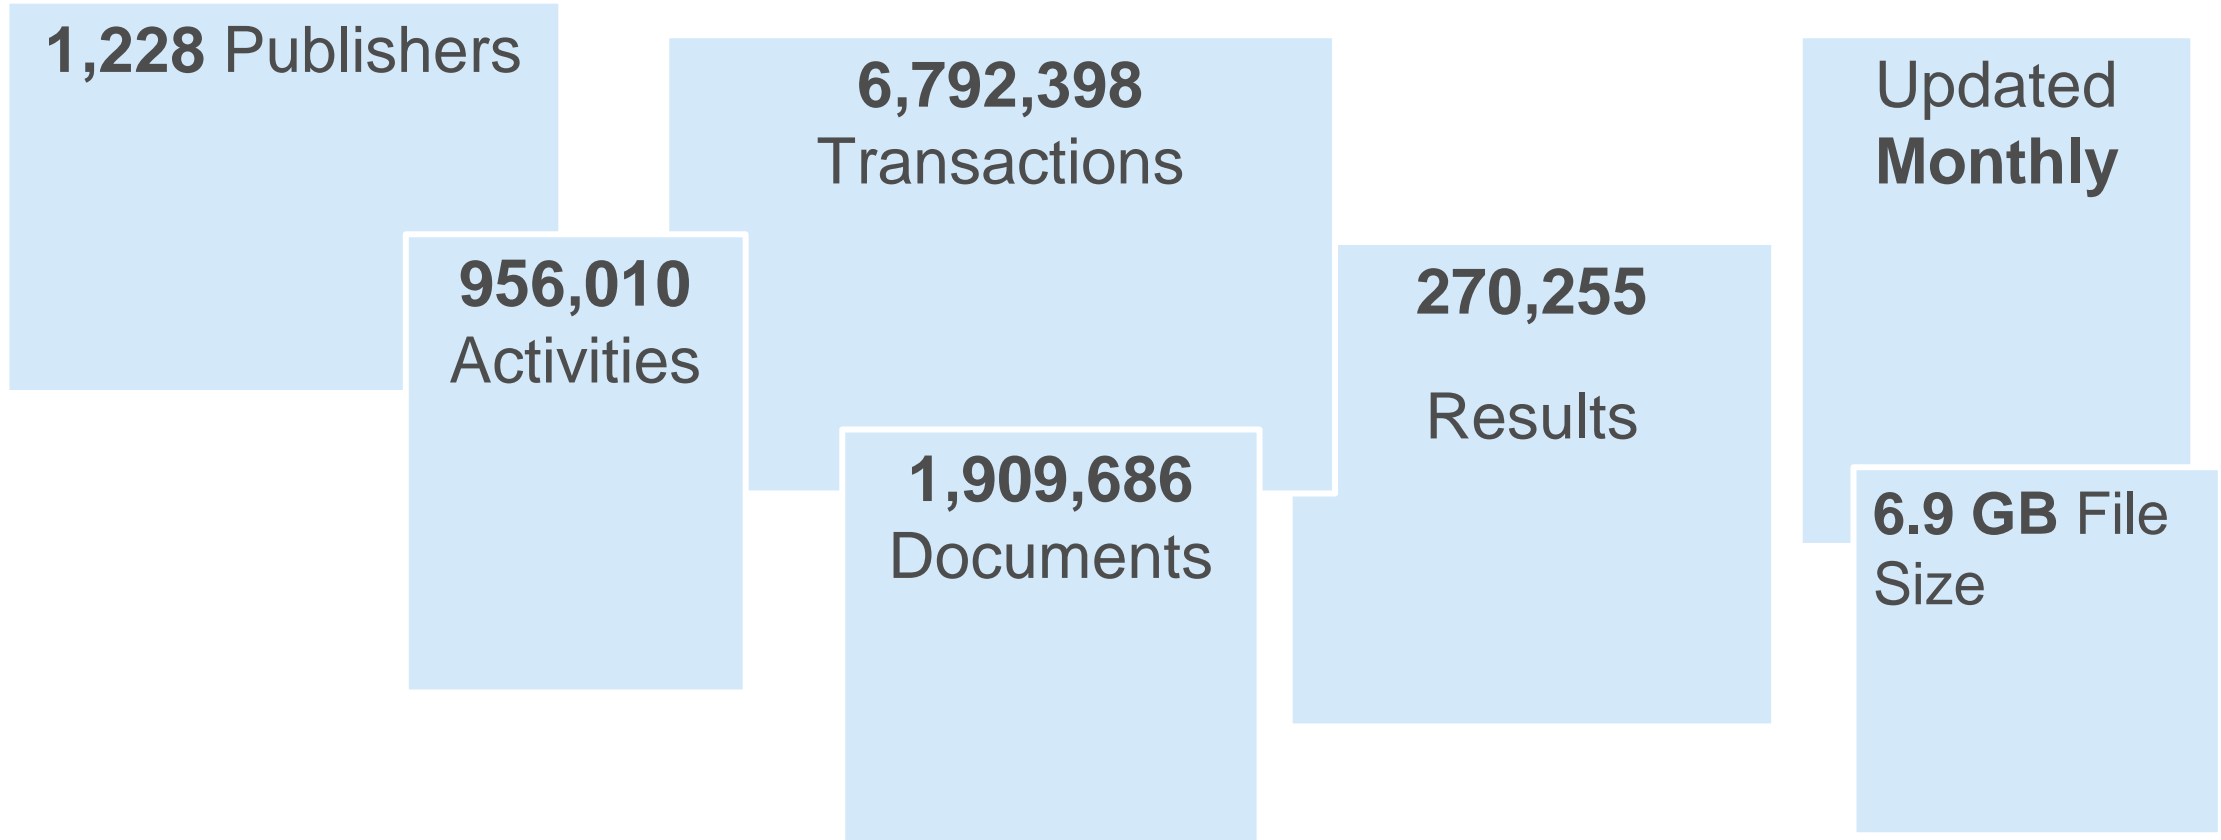 1,228 Publishers
956,010
Activities
6,792,398
Transactions
1,909,686
Documents
270,255
Results
Updated
Monthly
6.9 GB File
Size